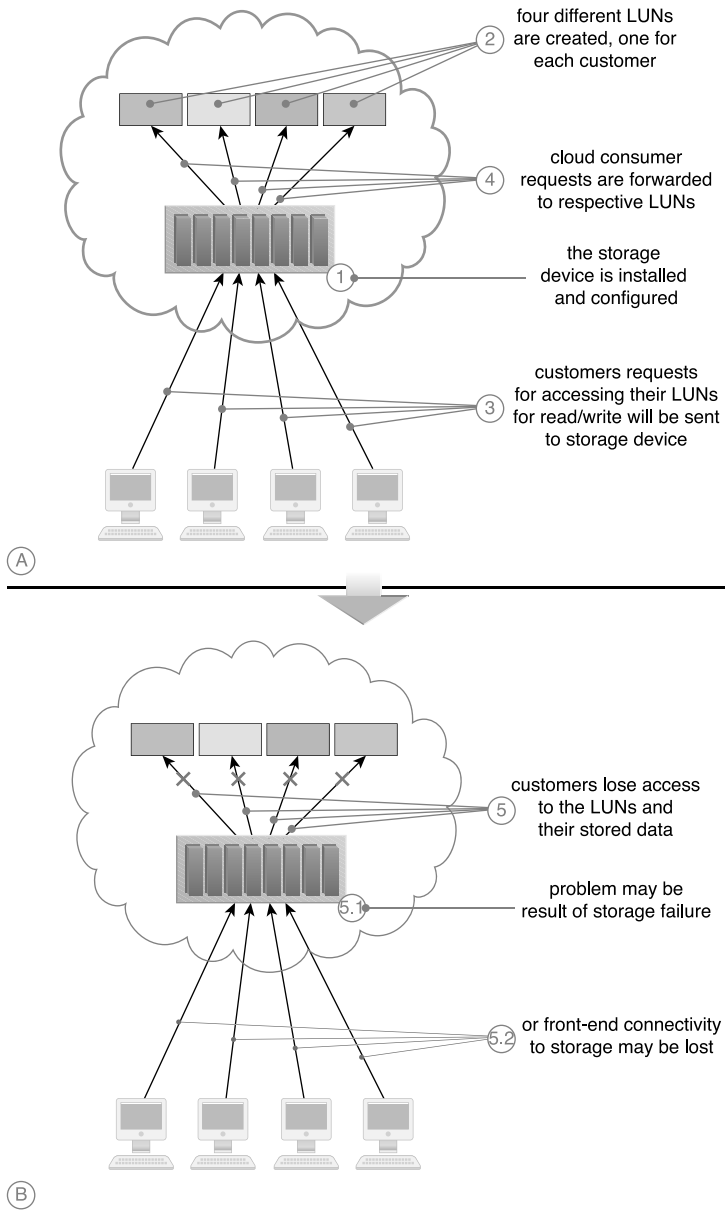 four different LUNs
2
are created, one for
each customer
cloud consumer
4
requests are forwarded
to respective LUNs
the storage
1
device is installed
and configured
customers requests
for accessing their LUNs
3
for read/write will be sent
to storage device
A
customers lose access
5
to the LUNs and
their stored data
problem may be
5.1
result of storage failure
or front-end connectivity
5.2
to storage may be lost
B